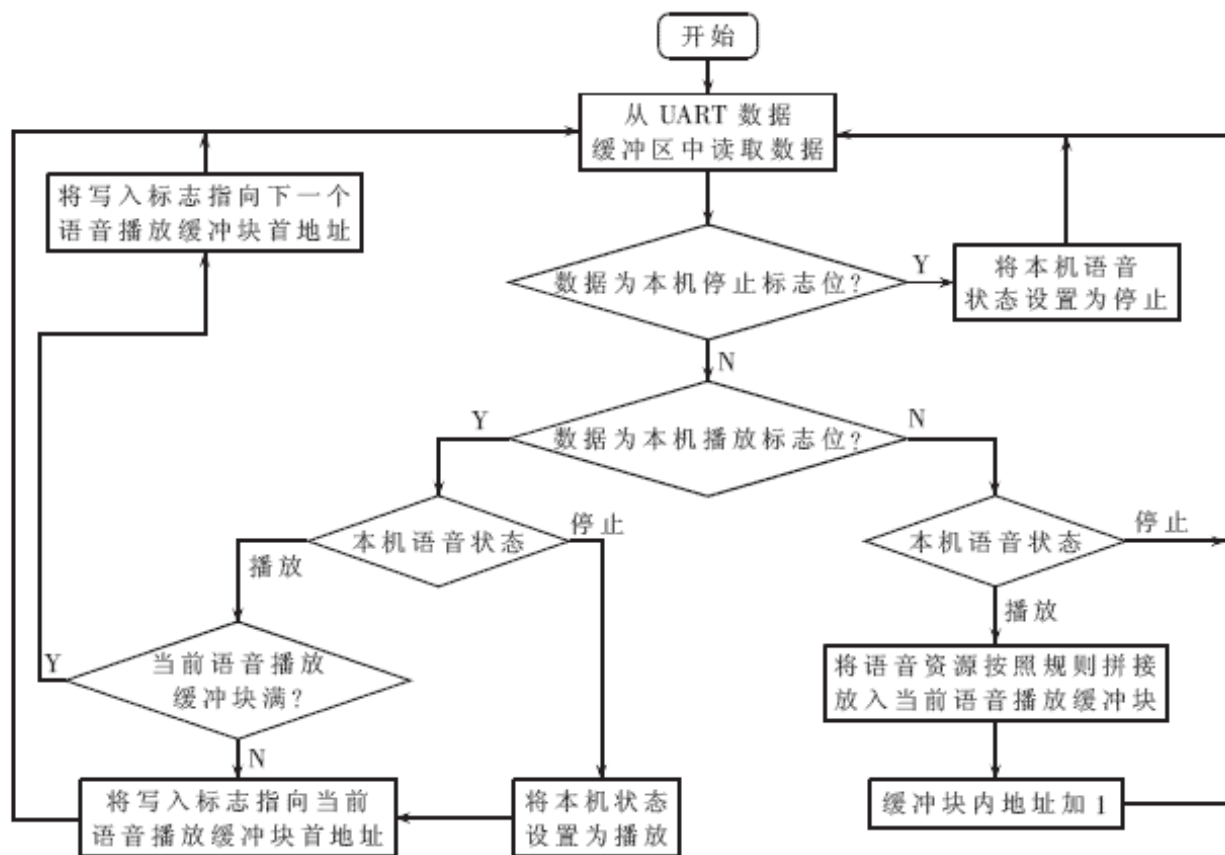 开始
从 UART 数据
缓冲区中读取数据
将写入标志指向下一个
语音播放缓冲块首地址
数据为本机停止标志位?
Y
将本机语音
状态设置为停止
N
Y
数据为本机播放标志位?
N
本机语音状态
停止
播放
本机语音状态
停止
播放
Y
当前语音播放
缓冲块满?
N
将语音资源按照规则拼接
放入当前语音播放缓冲块
将写入标志指向当前
语音播放缓冲块首地址
将本机状态
设置为播放
缓冲块内地址加1